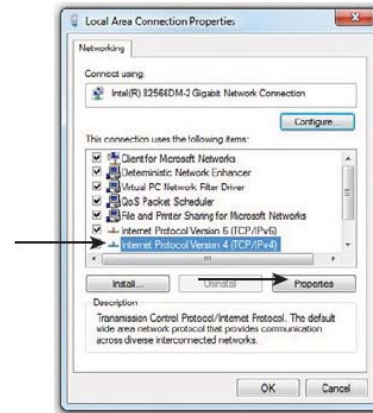 Local Area Connection Properties
Networking
Connect using:
Intel(R) 82566DM-2 Gigabit Network Connection
Configure...
This connection uses the following items:
Client for Microsoft Networks
Deterministic Network Enhancer
Virtual PC Network Filter Driver
QoS Packet Scheduler
File and Printer Sharing for Microsoft Networks
Internet Protocol Version 6 (TCP/IPv6)
Internet Protocol Version 4 (TCP/IPv4)
Install...
Uninstall
Properties
Description
Transmission Control Protocol/Internet Protocol. The default
wide area network protocol that provides communication
across diverse interconnected networks.
OK
Cancel